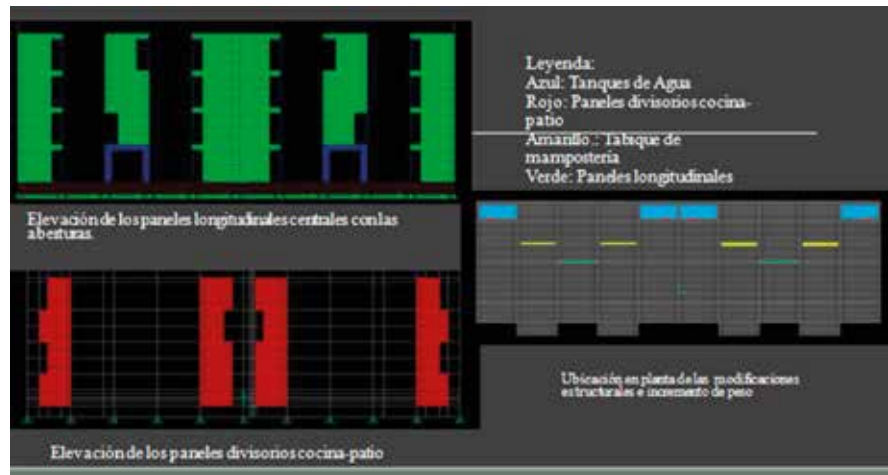 Leyenda:
Azul: Tanques de Agua
Rojo: Paneles divisorios cocina-
patio
Amarillo.: Tabique de
mampostería
Verde: Paneles longitudinales
Elevación de los paneles longitudinales centrales con las
aberturas.
Ubicación en planta de las modificaciones
estructurales e incremento de peso
Elevación de los paneles divisorios cocina-patio